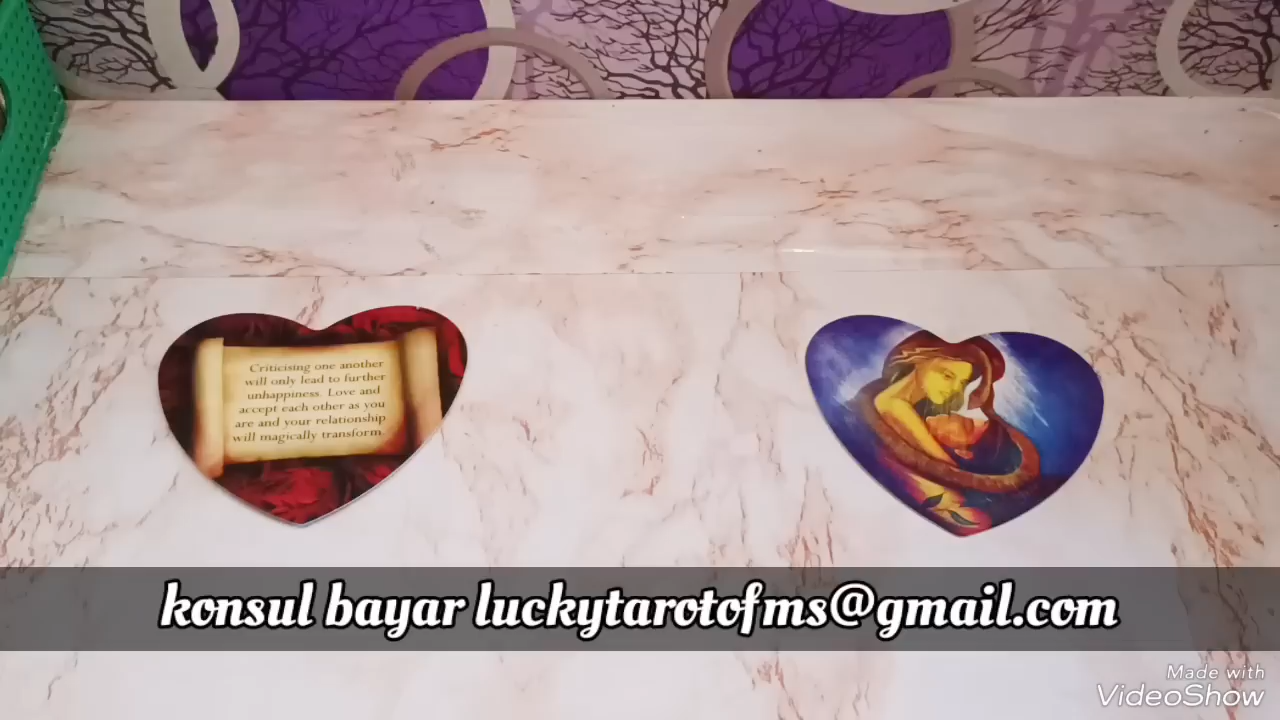 Criticising one another
will only lead to further
unhappiness. Love and
accept each other as you
are and your relationship
will magically transform.
konsul bayar luckytarotofms@gmail.com
Made with
VideoShow